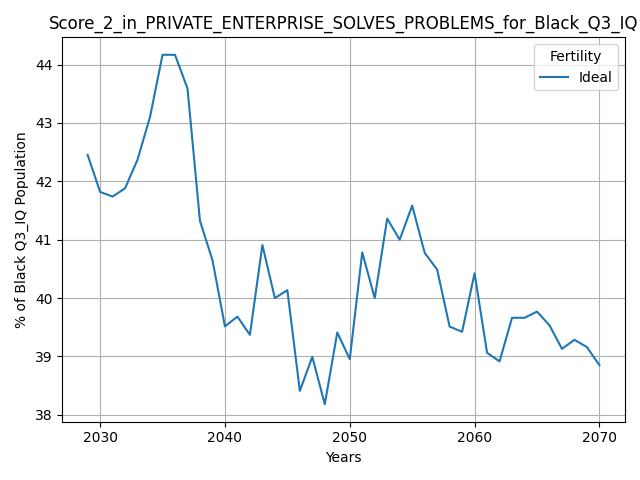 Score_2_in_PRIVATE_ENTERPRISE_SOLVES_PROBLEMS_for_Black_Q3_IQ
Fertility
Ideal
44
43
42
41
40
39
38
% of Black Q3_IQ Population
2030 2040 2050 2060 2070
Years